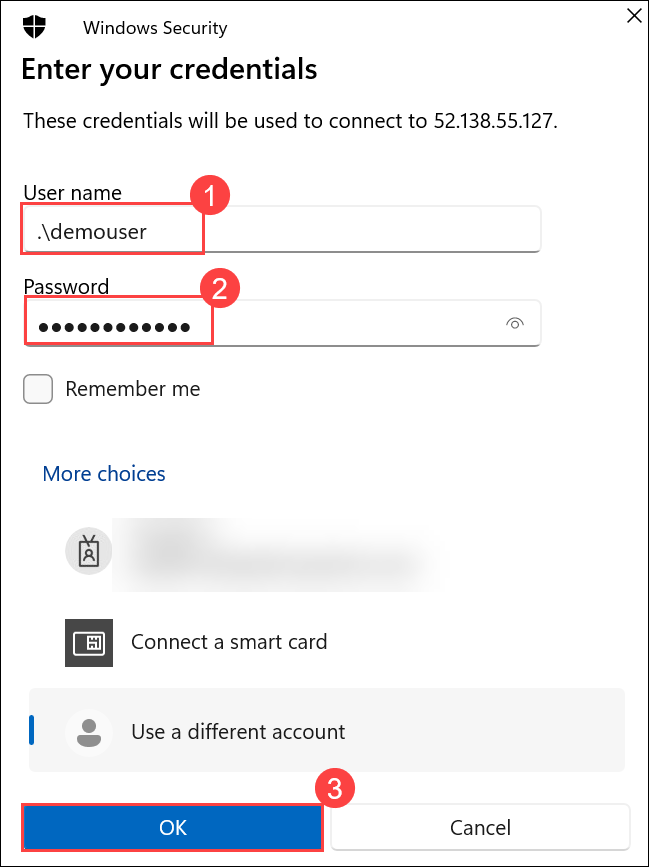 Windows Security
Enter your credentials
These credentials will be used to connect to 52.138.55.127.
User name
1
.\demouser
Password
2
●●●●●●●●●●●●
Remember me
More choices
Connect a smart card
Use a different account
3
OK
Cancel